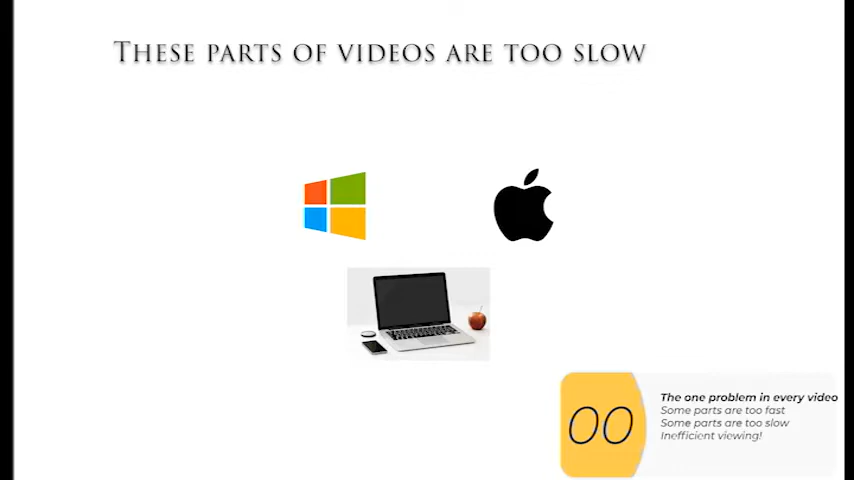 These parts of videos are too slow
00
The one problem in every video
Some parts are too fast
Some parts are too slow
Inefficient viewing!